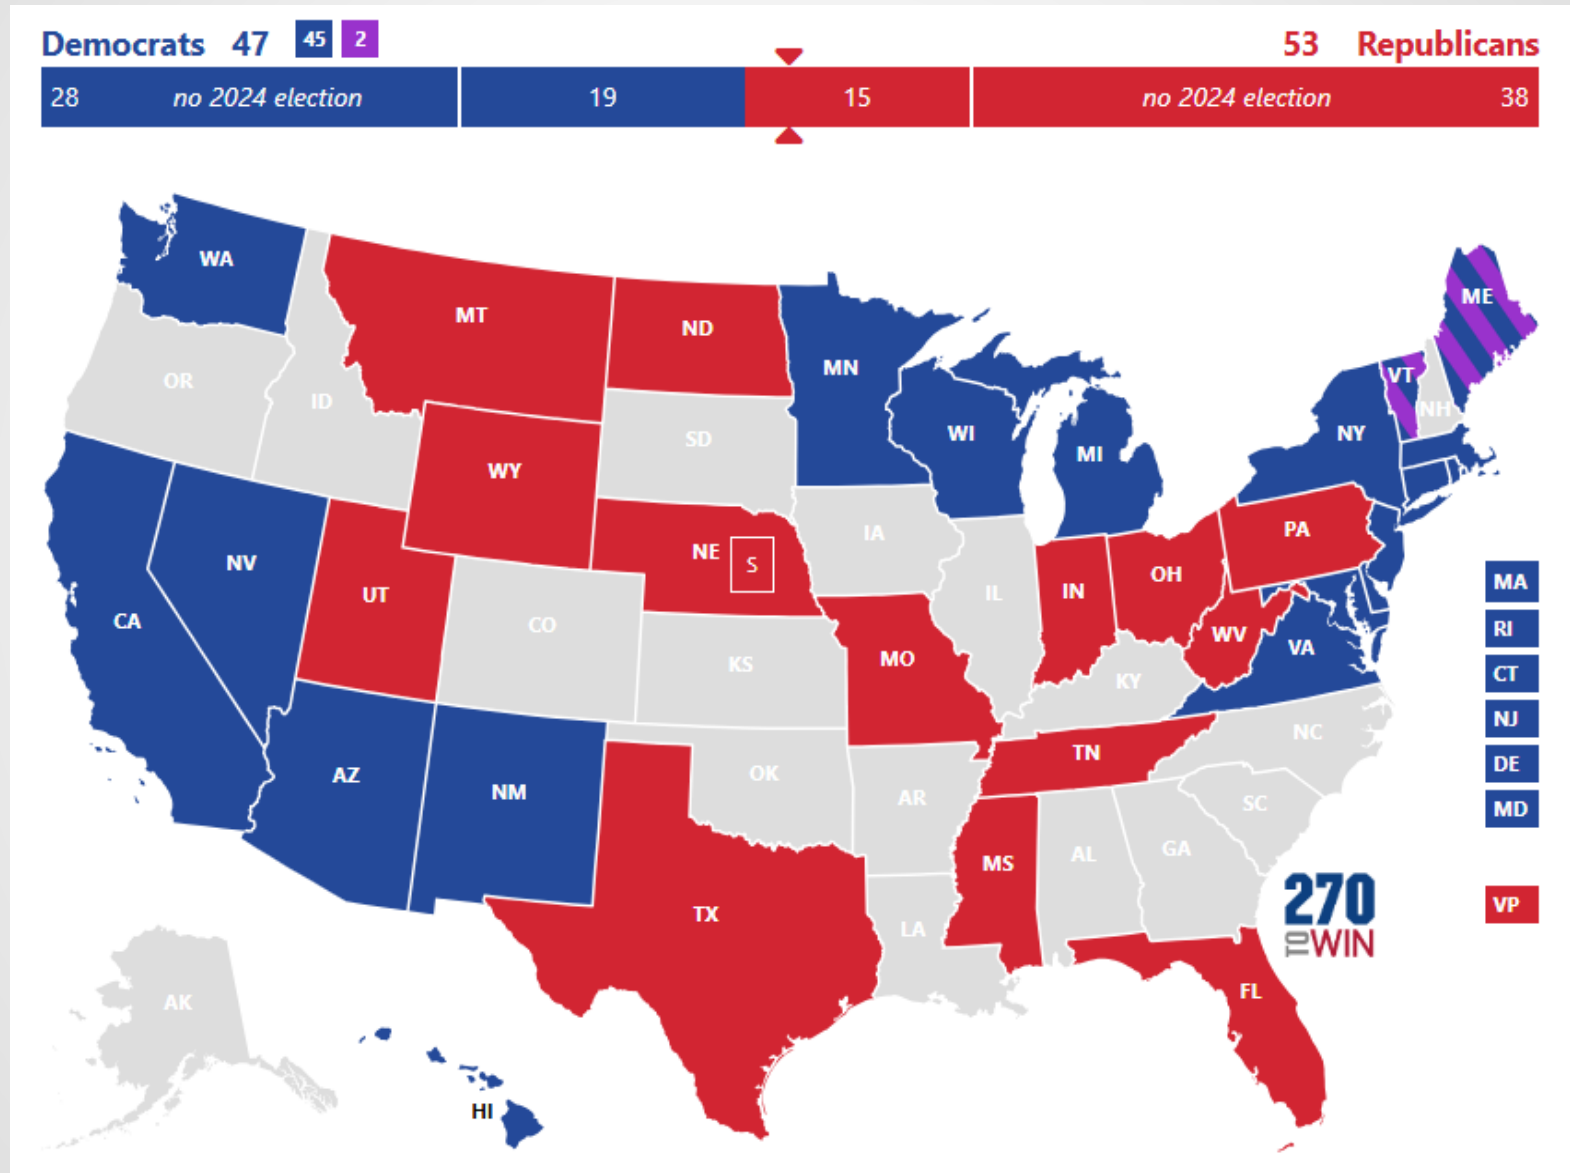 Democrats 47 45 2
53 Republicans
28 no 2024 election 19 15 no 2024 election 38
WA
MT
ND
MN
ME
VT
OR
ID
NH
SD
WI
NY
MI
WY
IA
PA
NE S
NV
OH
UT
IN
IL
MA
CA
CO
RI
WV
VA
MO
KS
CT
KY
NJ
NC
TN
DE
AZ
OK
NM
AR
SC
MD
GA
AL
MS
270
TO WIN
VP
TX
LA
FL
AK
HI